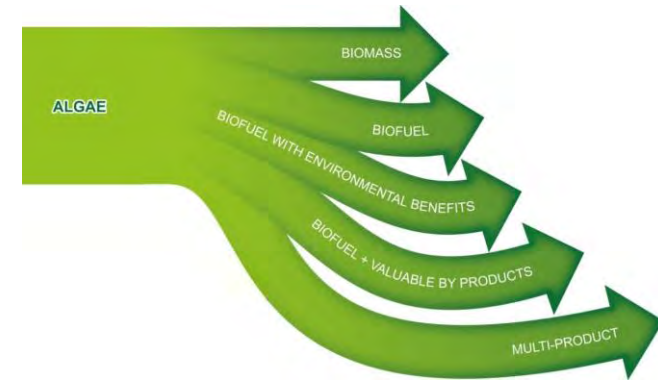 ALGAE
BIOMASS
BIOFUEL
BIOFUEL WITH ENVIRONMENTAL BENEFITS
BIOFUEL + VALUABLE BY PRODUCTS
MULTI-PRODUCT